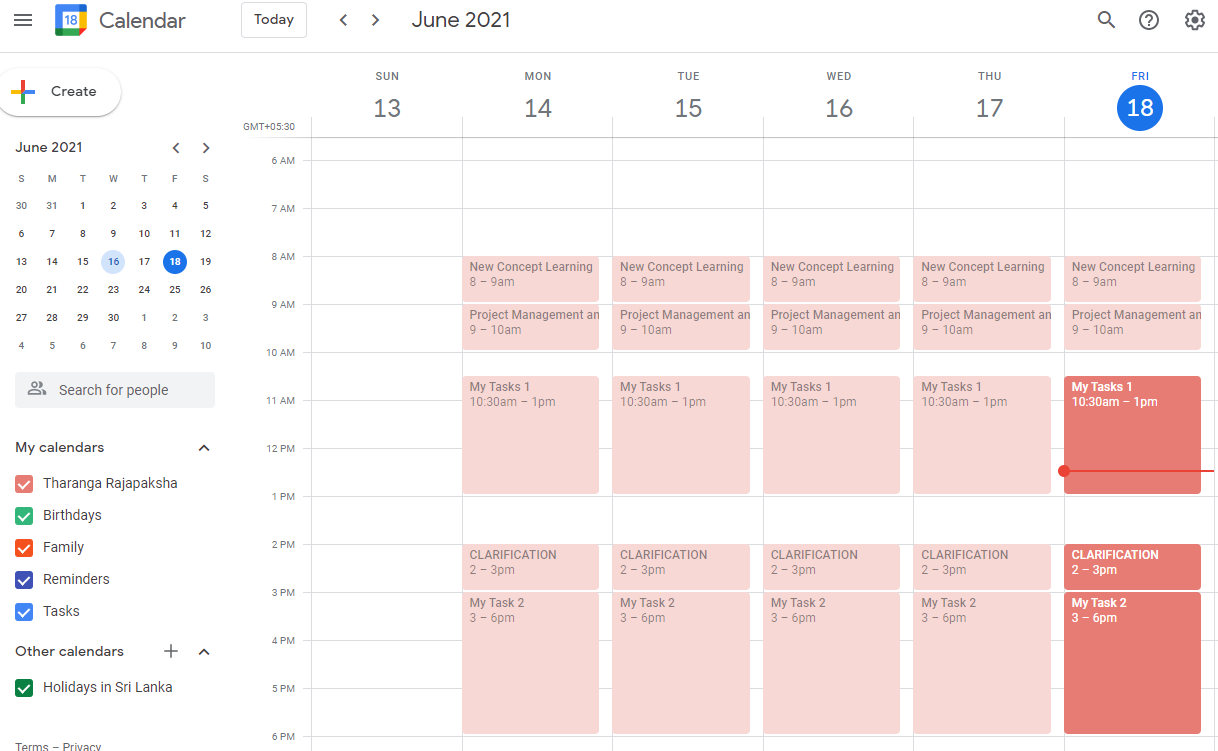 18 Calendar Today June 2021
Create
SUN MON TUE WED THU FRI
13 14 15 16 17 18
GMT+05:30
June 2021
S M T W T F S
30 31 1 2 3 4 5
6 7 8 9 10 11 12
13 14 15 16 17 18 19
20 21 22 23 24 25 26
27 28 29 30 1 2 3
4 5 6 7 8 9 10
Search for people
My calendars
Tharanga Rajapaksha
Birthdays
Family
Reminders
Tasks
Other calendars
Holidays in Sri Lanka
Terms – Privacy
6 AM
7 AM
8 AM
New Concept Learning New Concept Learning New Concept Learning New Concept Learning New Concept Learning
8 – 9am 8 – 9am 8 – 9am 8 – 9am 8 – 9am
9 AM
Project Management an Project Management an Project Management an Project Management an Project Management an
9 – 10am 9 – 10am 9 – 10am 9 – 10am 9 – 10am
10 AM
My Tasks 1 My Tasks 1 My Tasks 1 My Tasks 1 My Tasks 1
11 AM
10:30am – 1pm 10:30am – 1pm 10:30am – 1pm 10:30am – 1pm 10:30am – 1pm
12 PM
1 PM
2 PM
CLARIFICATION CLARIFICATION CLARIFICATION CLARIFICATION CLARIFICATION
2 – 3pm 2 – 3pm 2 – 3pm 2 – 3pm 2 – 3pm
3 PM
My Task 2 My Task 2 My Task 2 My Task 2 My Task 2
3 – 6pm 3 – 6pm 3 – 6pm 3 – 6pm 3 – 6pm
4 PM
5 PM
6 PM